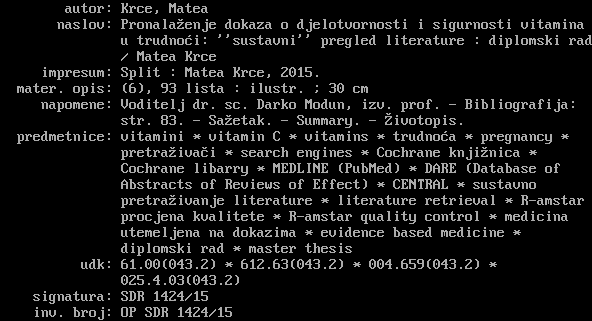 autor: Krce, Matea
naslov: Pronalaženje dokaza o djelotvornosti i sigurnosti vitamina
u trudnoći: ''sustavni'' pregled literature : diplomski rad
/ Matea Krce
impresum: Split : Matea Krce, 2015.
mater. opis: (6), 93 lista : ilustr. ; 30 cm
napomene: Voditelj dr. sc. Darko Modun, izv. prof. - Bibliografija:
str. 83. - Sažetak. - Summary. - Životopis.
predmetnice: vitamini * vitamin C * vitamins * trudnoća * pregnancy *
pretraživači * search engines * Cochrane knjižnica *
Cochrane libarry * MEDLINE (PubMed) * DARE (Database of
Abstracts of Reviews of Effect) * CENTRAL * sustavno
pretraživanje literature * literature retrieval * R-amstar
procjena kvalitete * R-amstar quality control * medicina
utemeljena na dokazima * evidence based medicine *
diplomski rad * master thesis
udk: 61.00(043.2) * 612.63(043.2) * 004.659(043.2) *
025.4.03(043.2)
signatura: SDR 1424/15
inv. broj: OP SDR 1424/15